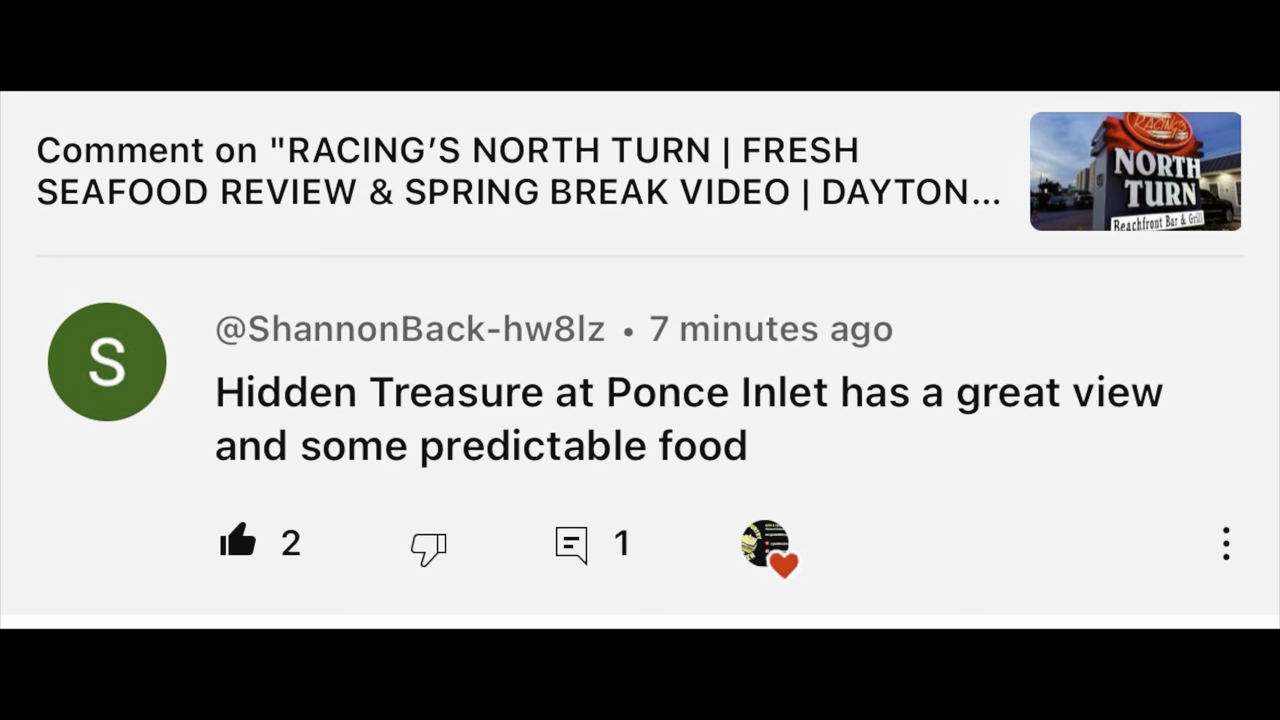 Comment on "RACING’S NORTH TURN | FRESH
SEAFOOD REVIEW & SPRING BREAK VIDEO | DAYTON...
RACING'S
NORTH
TURN
Beachfront Bar & Grill
S
@ShannonBack-hw8lz • 7 minutes ago
Hidden Treasure at Ponce Inlet has a great view
and some predictable food
2
1